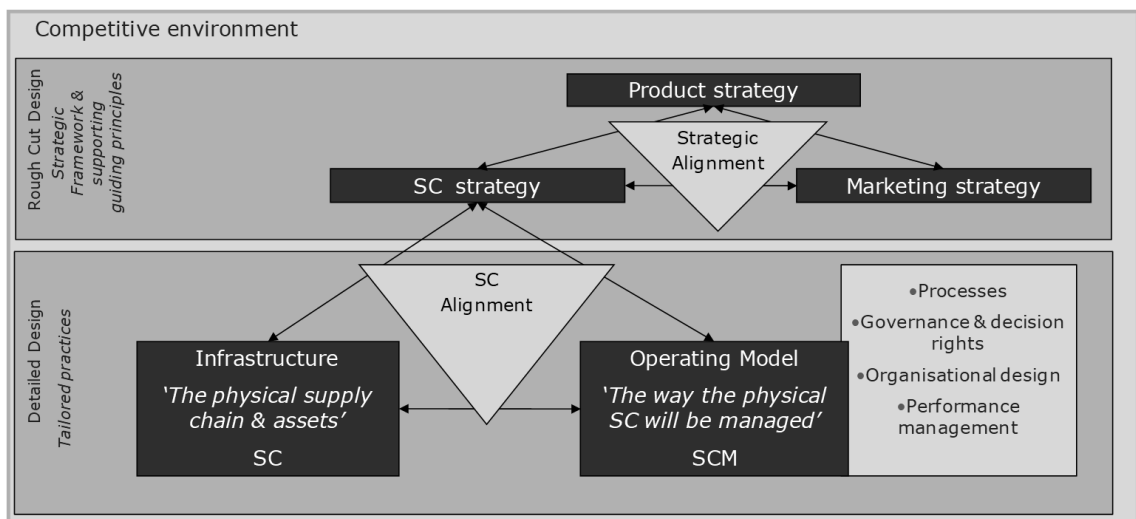 Competitive environment
Rough Cut Design
Strategic
Framework &
supporting
guiding principles
Product strategy
Strategic
Alignment
SC strategy
Marketing strategy
Detailed Design
Tailored practices
SC
Alignment
Infrastructure
‘The physical supply
chain & assets’
SC
Operating Model
‘The way the physical
SC will be managed’
SCM
•Processes
•Governance & decision
rights
•Organisational design
•Performance
management